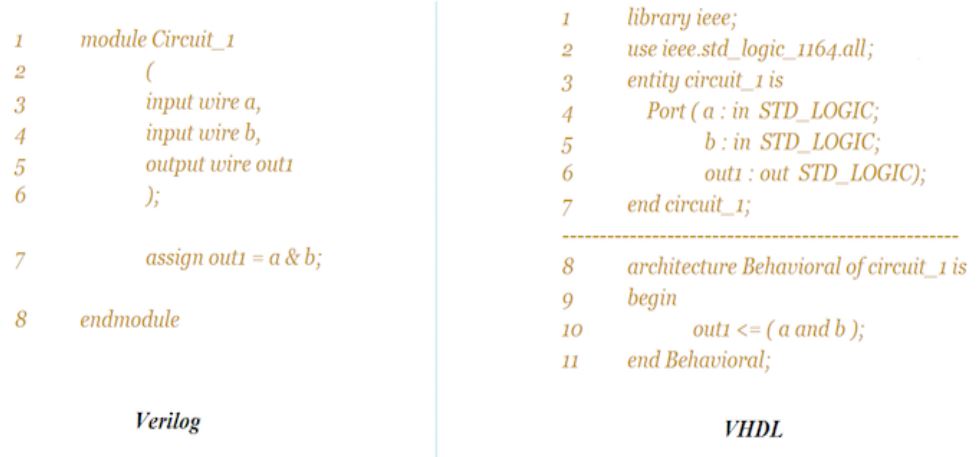 1 module Circuit_1
2 (
3 input wire a,
4 input wire b,
5 output wire out1
6 );
7 assign out1 = a & b;
8 endmodule
Verilog
1 library ieee;
2 use ieee.std_logic_1164.all;
3 entity circuit_1 is
4 Port ( a : in STD_LOGIC;
5 b : in STD_LOGIC;
6 out1 : out STD_LOGIC);
7 end circuit_1;
-----------------------------------------------------
8 architecture Behavioral of circuit_1 is
9 begin
10 out1 <= ( a and b );
11 end Behavioral;
VHDL